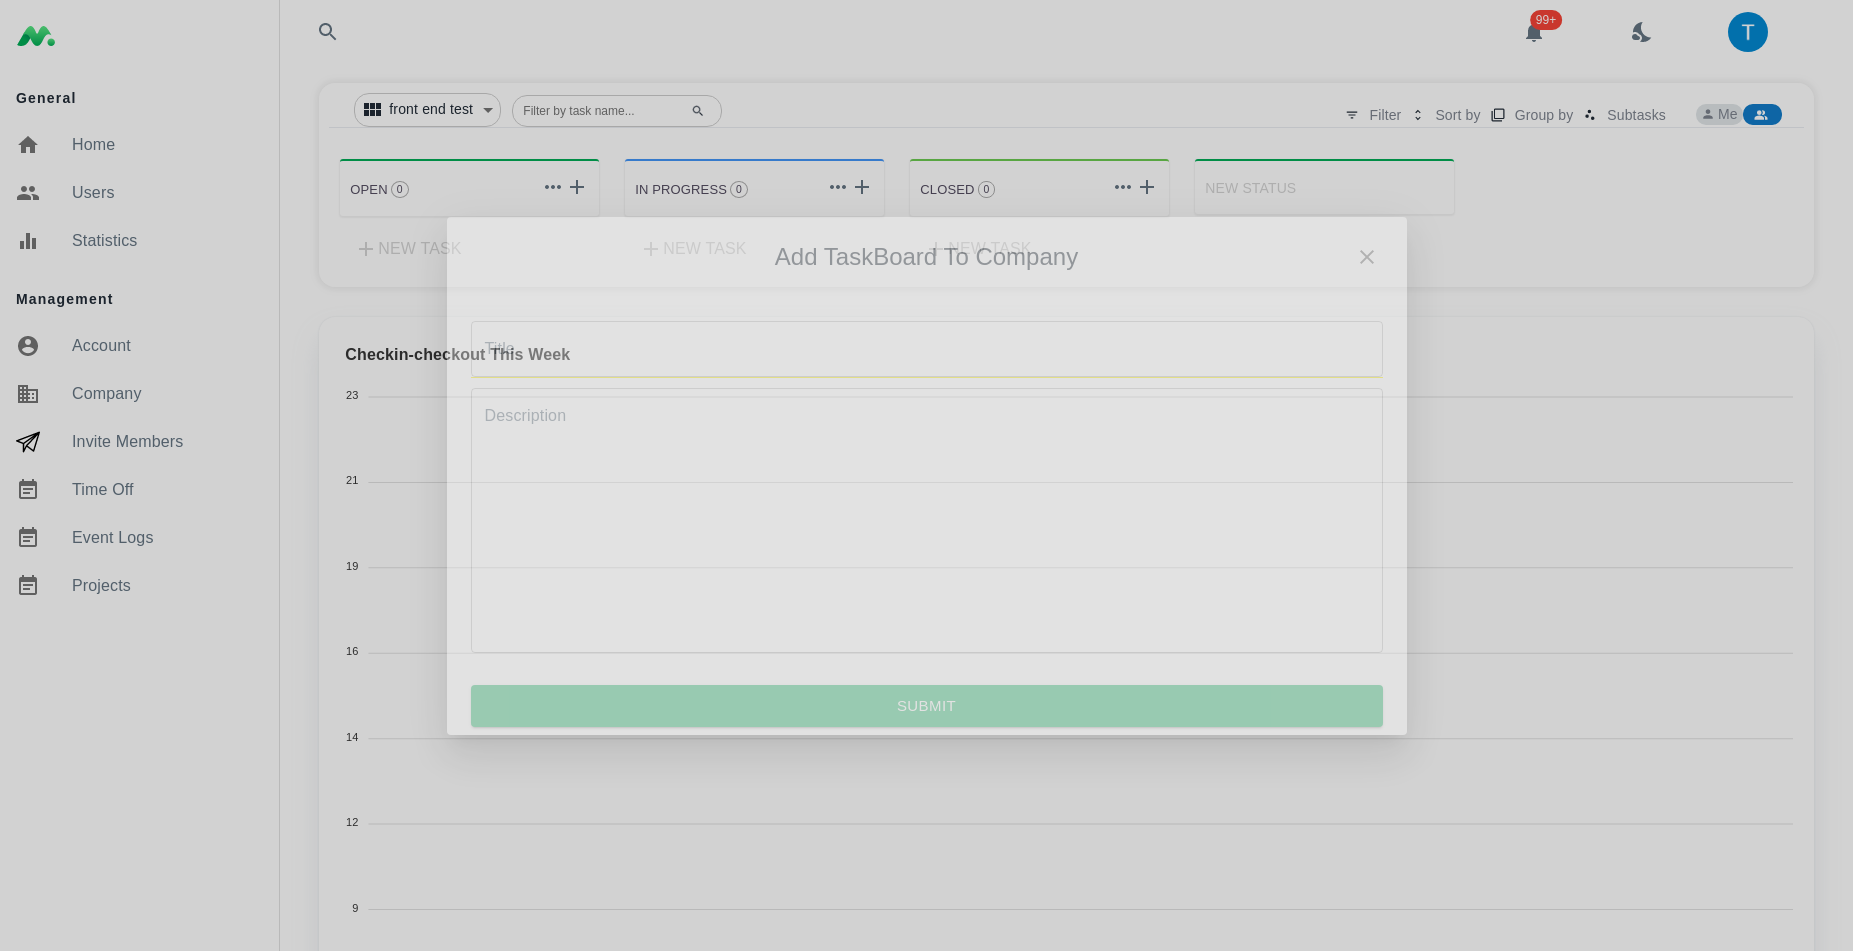 General
Home
Users
Statistics
Management
Account
Company
Invite Members
Time Off
Event Logs
Projects
99+
T
front end test
Filter by task name...
Filter
Sort by
Group by
Subtasks
Me
OPEN 0
IN PROGRESS 0
CLOSED 0
NEW STATUS
NEW TASK
NEW TASK
NEW TASK
Add TaskBoard To Company
Title
Checkin-checkout This Week
Description
SUBMIT
23
21
19
16
14
12
9